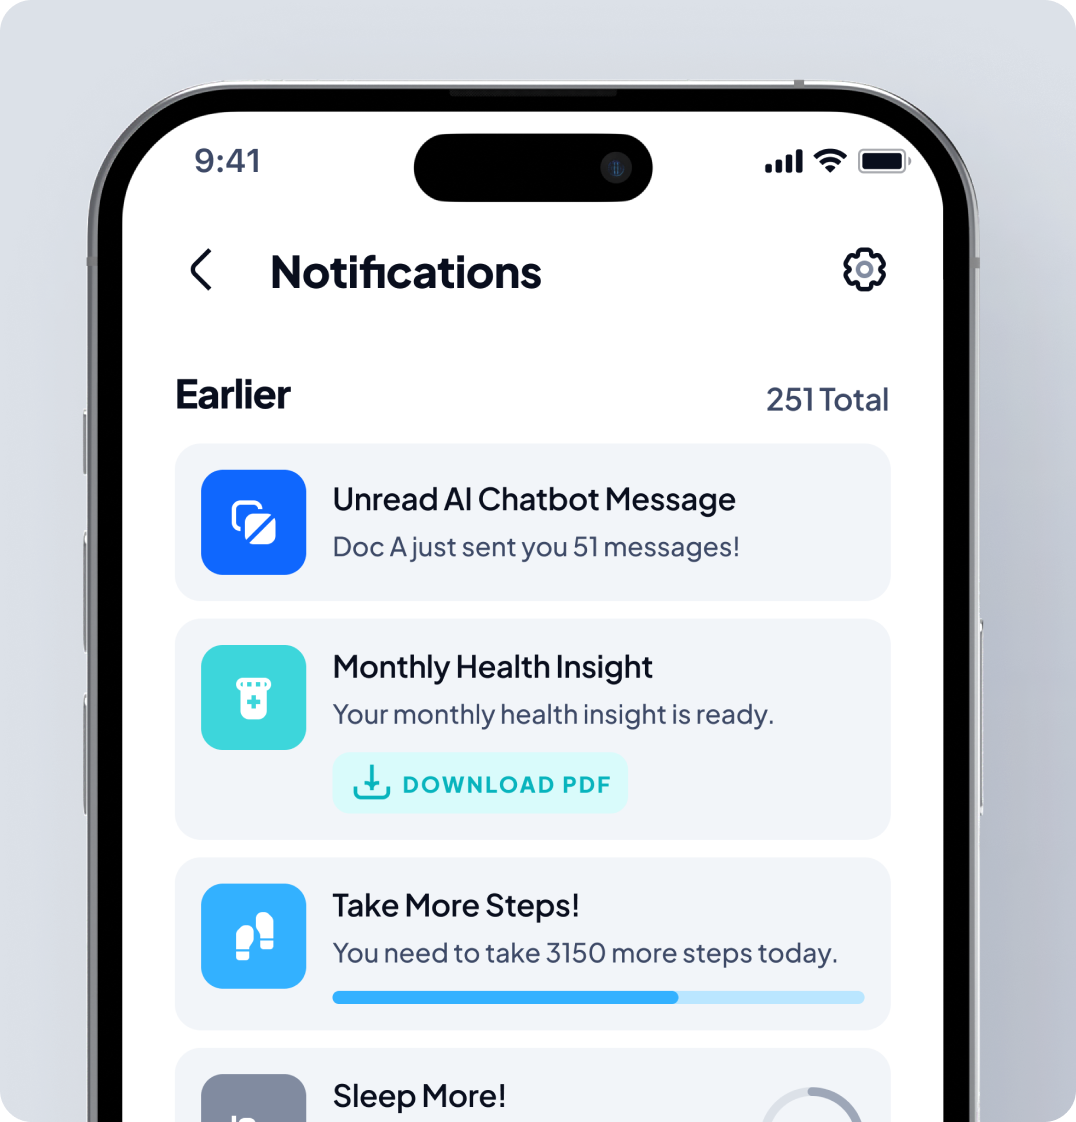 9:41
Notifications
Earlier
251 Total
Unread AI Chatbot Message
Doc A just sent you 51 messages!
Monthly Health Insight
Your monthly health insight is ready.
DOWNLOAD PDF
Take More Steps!
You need to take 3150 more steps today.
Sleep More!